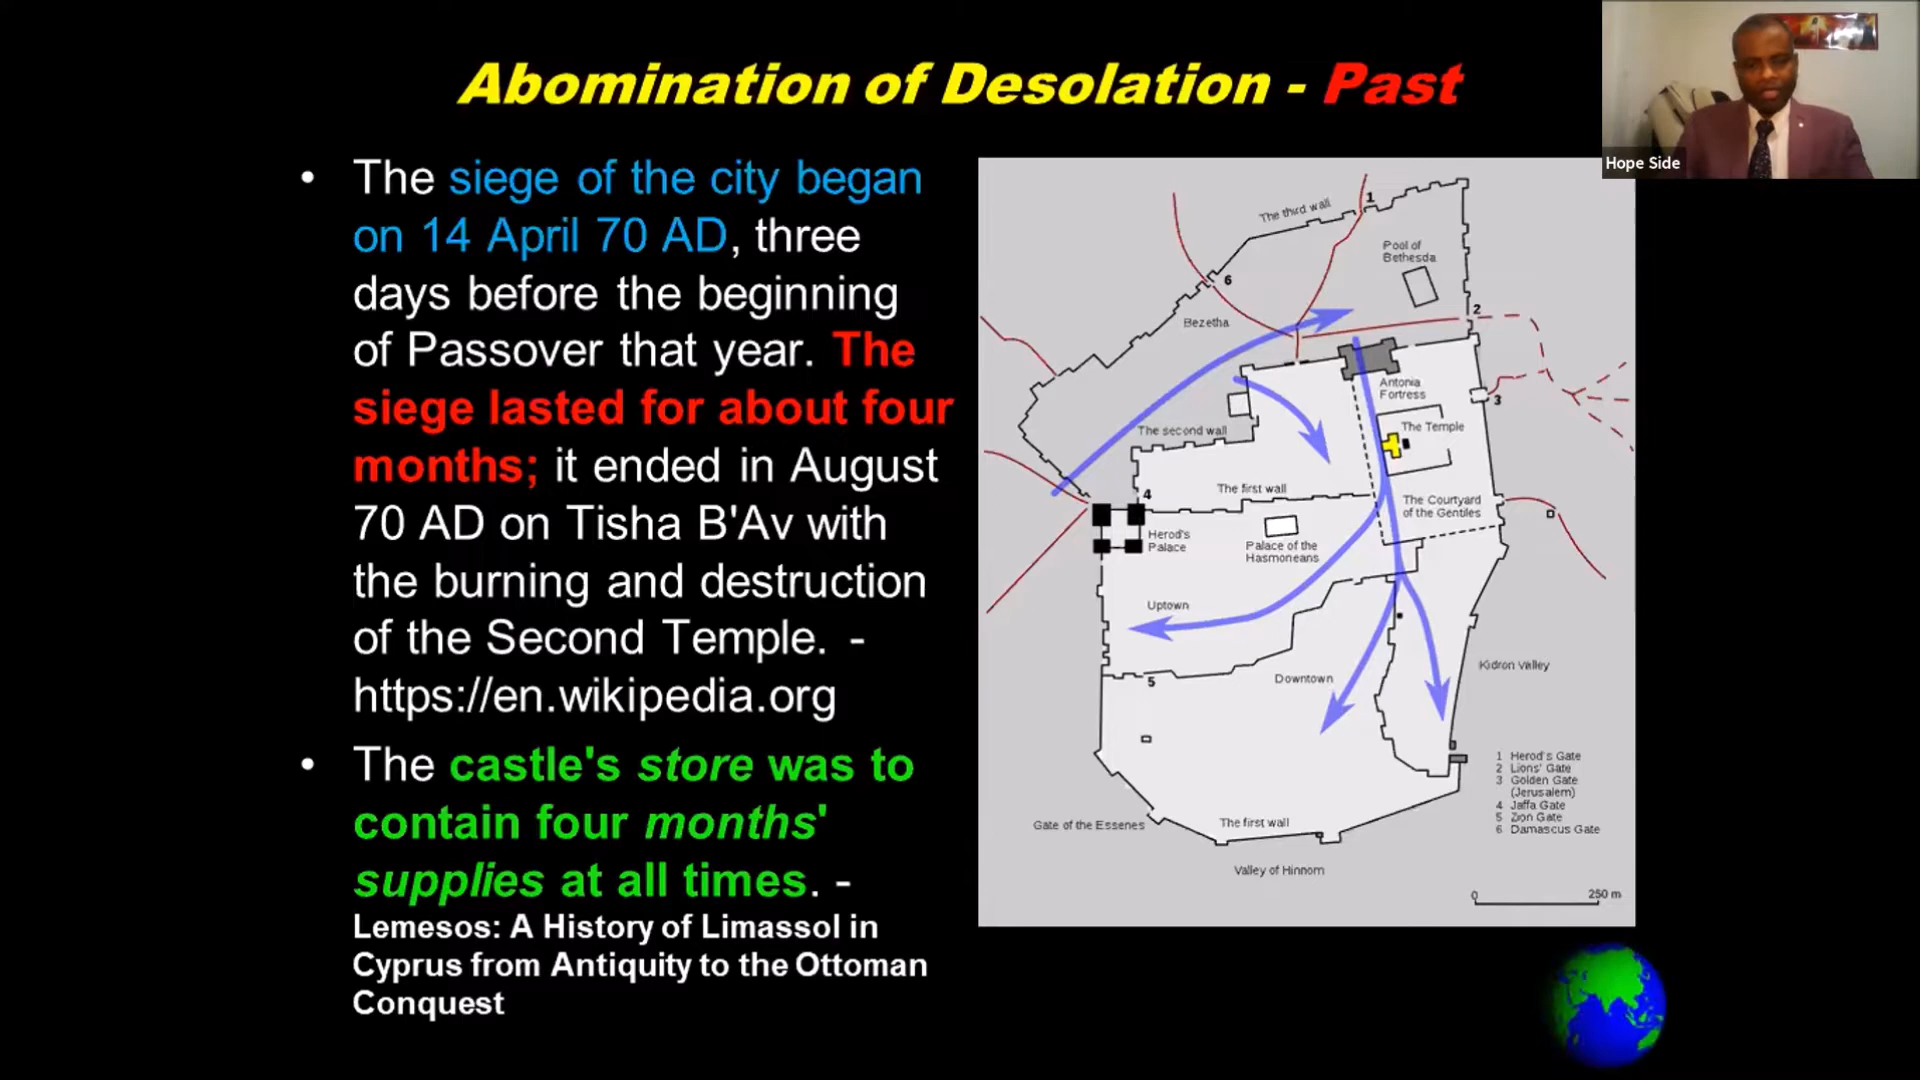 Abomination of Desolation - Past
Hope Side
• The siege of the city began
on 14 April 70 AD, three
days before the beginning
of Passover that year. The
siege lasted for about four
months; it ended in August
70 AD on Tisha B'Av with
the burning and destruction
of the Second Temple. -
https://en.wikipedia.org
• The castle's store was to
contain four months'
supplies at all times. -
Lemesos: A History of Limassol in
Cyprus from Antiquity to the Ottoman
Conquest
The third wall
1
Pool of
Bethesda
6
2
Bezetha
Antonia
Fortress
3
The Temple
The second wall
4
The first wall
The Courtyard
of the Gentiles
Herod's
Palace
Palace of the
Hasmoneans
Uptown
Kidron Valley
5
Downtown
1 Herod's Gate
2 Lions' Gate
3 Golden Gate
(Jerusalem)
4 Jaffa Gate
5 Zion Gate
6 Damascus Gate
Gate of the Essenes
The first wall
Valley of Hinnom
0 250 m